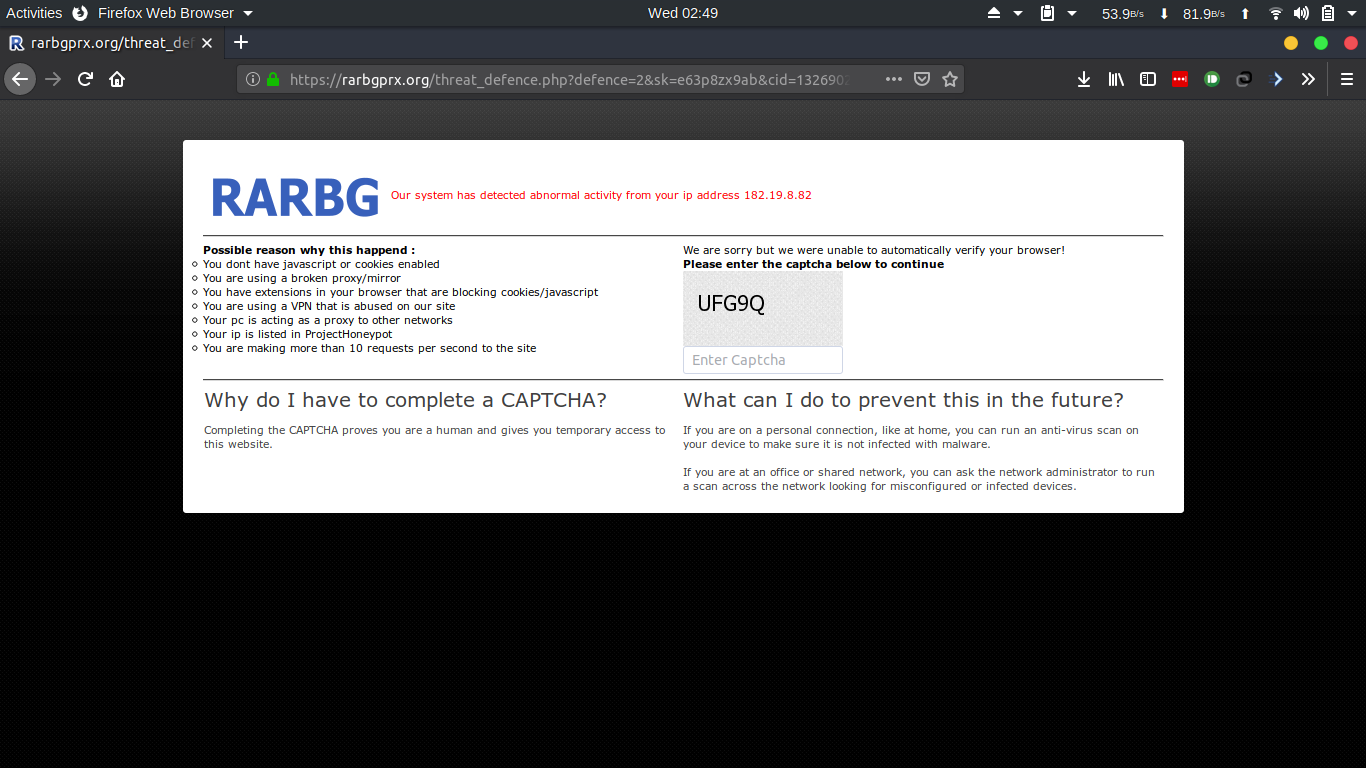 Activities Firefox Web Browser Wed 02:49 53.9B/s 81.9B/s
rarbgprx.org/threat_def
https://rarbgprx.org/threat_defence.php?defence=2&sk=e63p8zx9ab&cid=1326902
RARBG Our system has detected abnormal activity from your ip address 182.19.8.82
Possible reason why this happend :
You dont have javascript or cookies enabled
You are using a broken proxy/mirror
You have extensions in your browser that are blocking cookies/javascript
You are using a VPN that is abused on our site
Your pc is acting as a proxy to other networks
Your ip is listed in ProjectHoneypot
You are making more than 10 requests per second to the site
We are sorry but we were unable to automatically verify your browser!
Please enter the captcha below to continue
UFG9Q
Enter Captcha
Why do I have to complete a CAPTCHA?
Completing the CAPTCHA proves you are a human and gives you temporary access to
this website.
What can I do to prevent this in the future?
If you are on a personal connection, like at home, you can run an anti-virus scan on
your device to make sure it is not infected with malware.
If you are at an office or shared network, you can ask the network administrator to run
a scan across the network looking for misconfigured or infected devices.